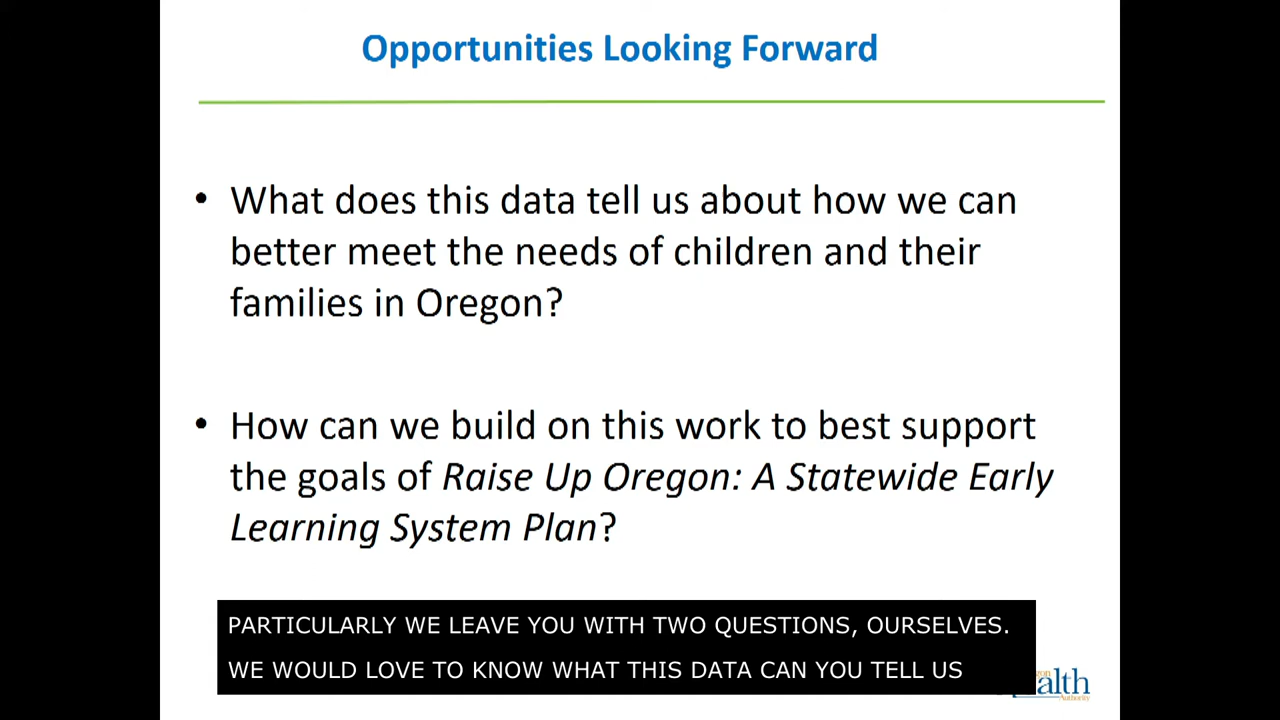 Opportunities Looking Forward
• What does this data tell us about how we can
better meet the needs of children and their
families in Oregon?
• How can we build on this work to best support
the goals of Raise Up Oregon: A Statewide Early
Learning System Plan?
PARTICULARLY WE LEAVE YOU WITH TWO QUESTIONS, OURSELVES.
WE WOULD LOVE TO KNOW WHAT THIS DATA CAN YOU TELL US
Authority